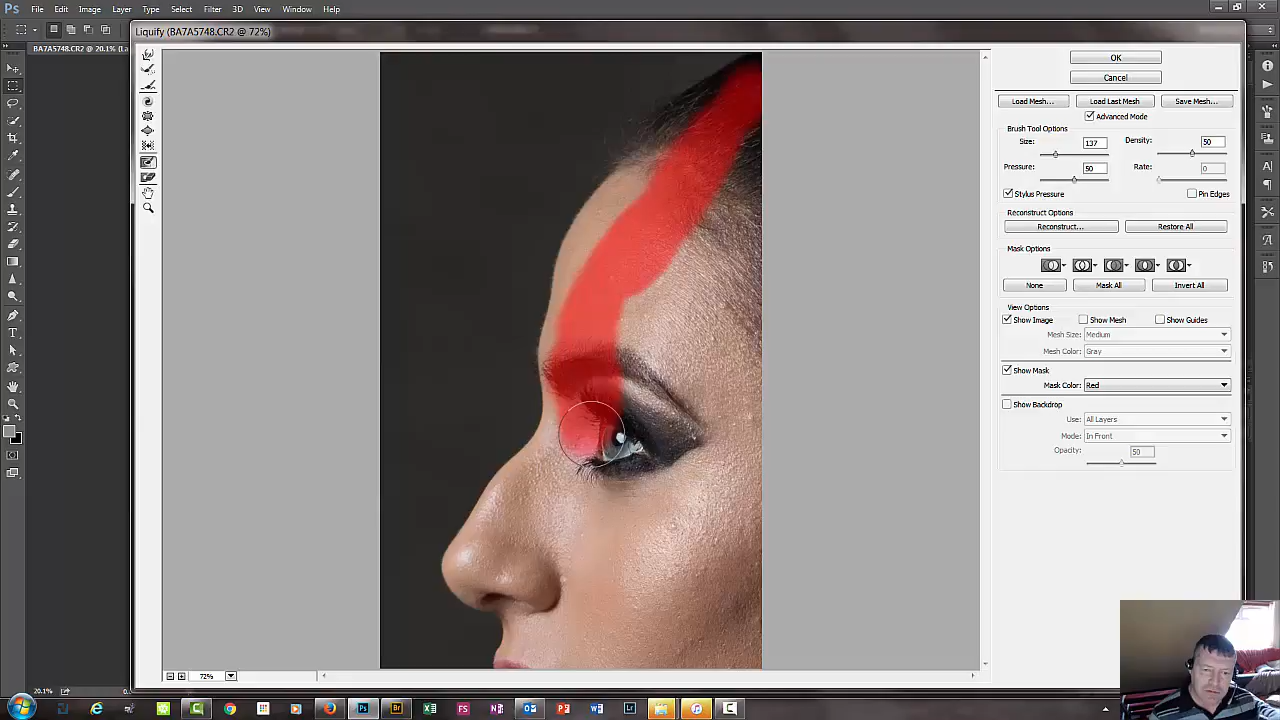 Ps File Edit Image Layer Type Select Filter 3D View Window Help
BA7A5748.CR2 @ 20.1% (La
Liquify (BA7A5748.CR2 @ 72%)
OK
Cancel
Load Mesh... Load Last Mesh Save Mesh...
Advanced Mode
Brush Tool Options
Size: 137 Density: 50
Pressure: 50 Rate: 0
Stylus Pressure Pin Edges
Reconstruct Options
Reconstruct... Restore All
Mask Options
None Mask All Invert All
View Options
Show Image Show Mesh Show Guides
Mesh Size: Medium
Mesh Color: Gray
Show Mask
Mask Color: Red
Show Backdrop
Use: All Layers
Mode: In Front
Opacity: 50
72%
20.1%
Ps Br FS Lr